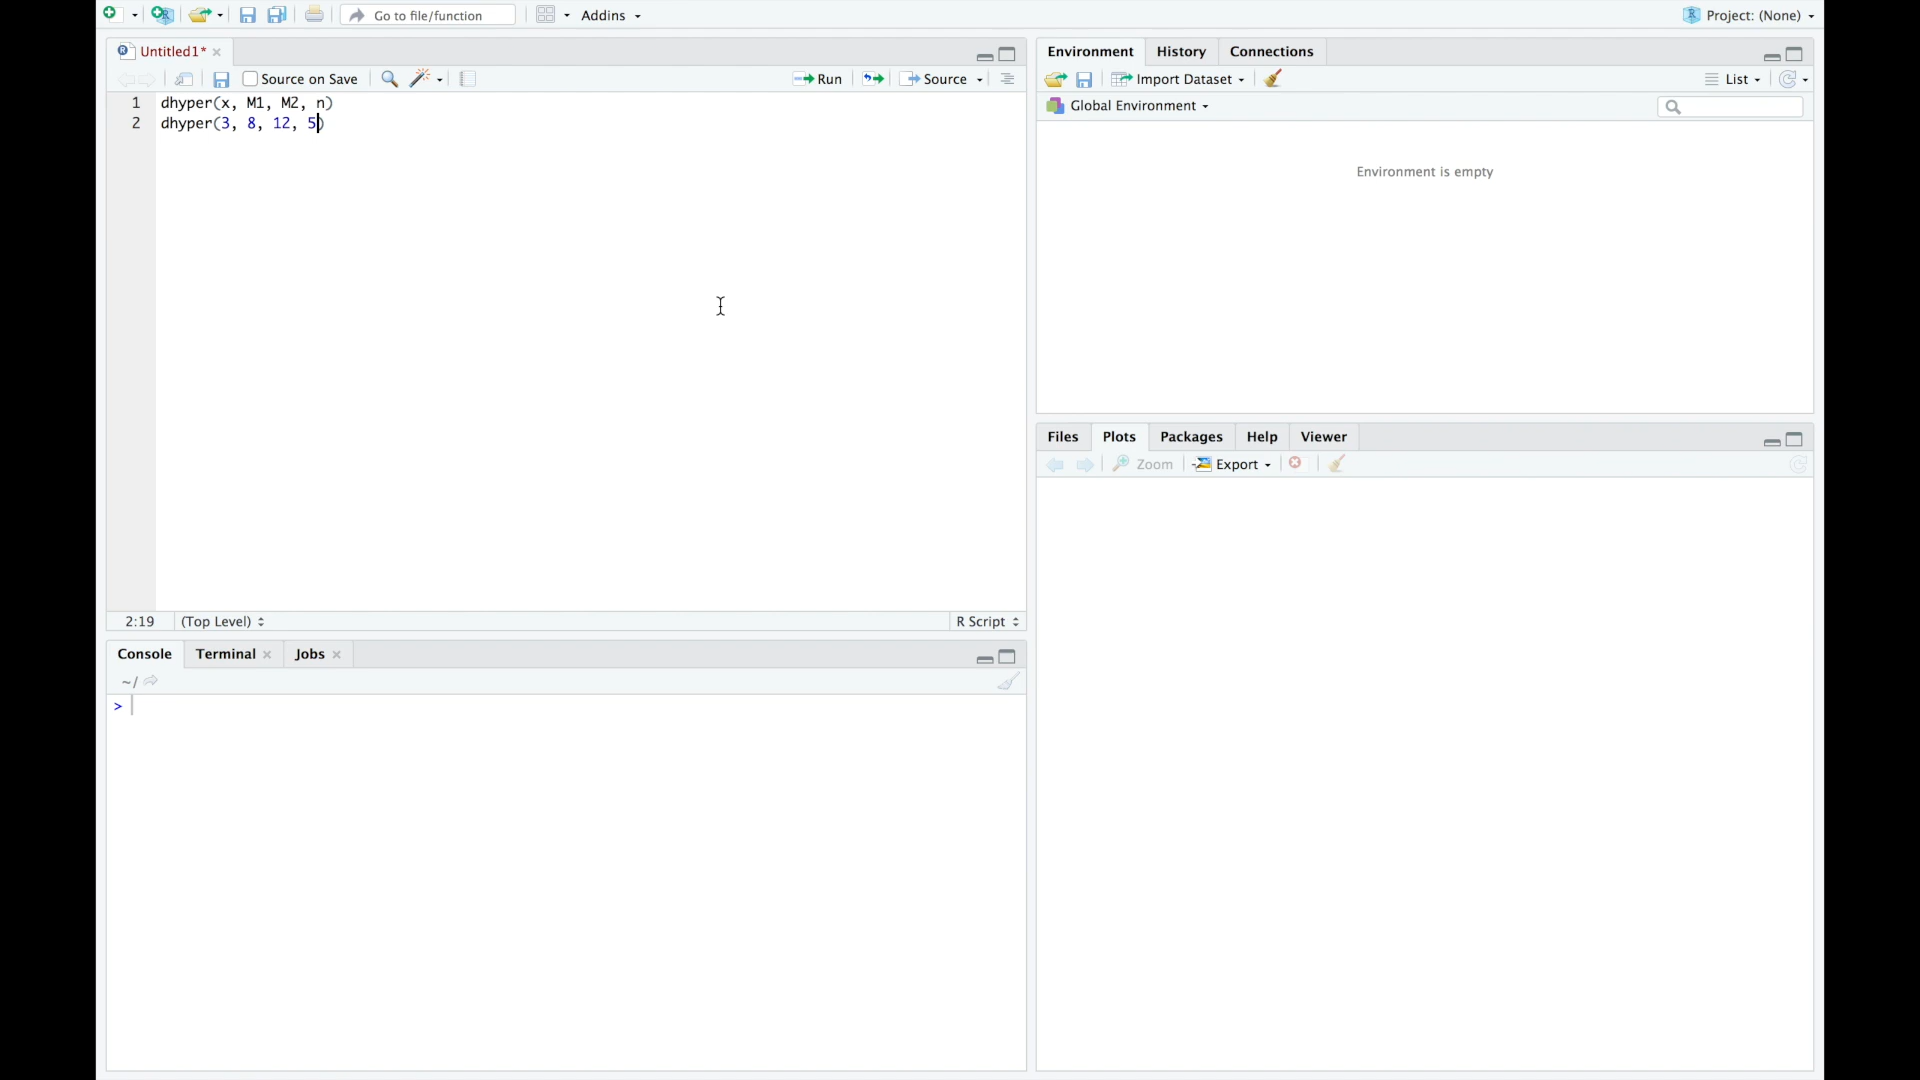 Go to file/function
Addins
Project: (None)
Untitled1*
Source on Save
Run
Source
1 dhyper(x, M1, M2, n)
2 dhyper(3, 8, 12, 5)
2:19
(Top Level)
R Script
Console
Terminal
Jobs
~/
>
Environment
History
Connections
Import Dataset
List
Global Environment
Environment is empty
Files
Plots
Packages
Help
Viewer
Zoom
Export